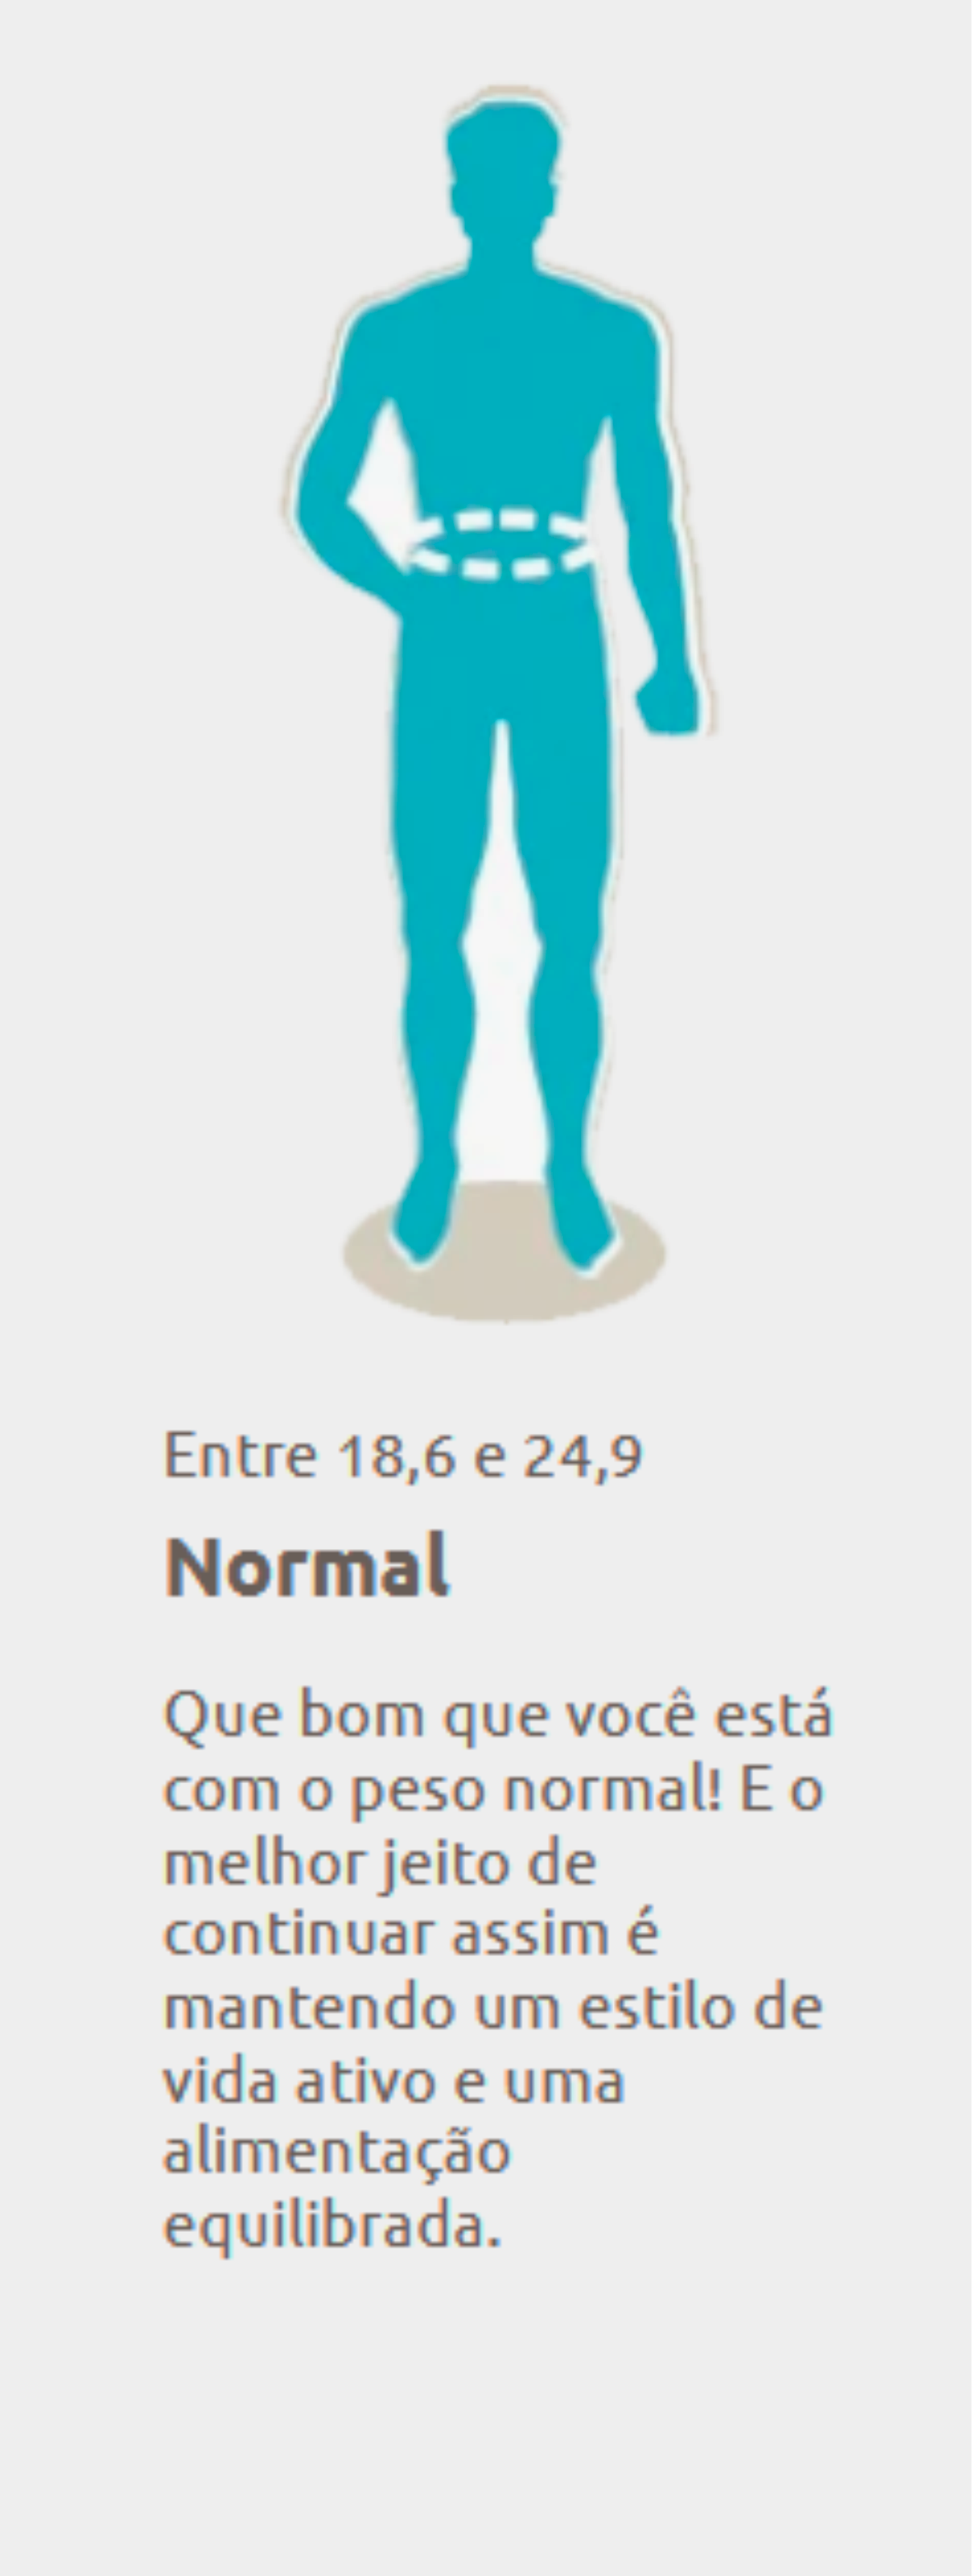 Entre 18,6 e 24,9
Normal
Que bom que você está
com o peso normal! E o
melhor jeito de
continuar assim é
mantendo um estilo de
vida ativo e uma
alimentação
equilibrada.